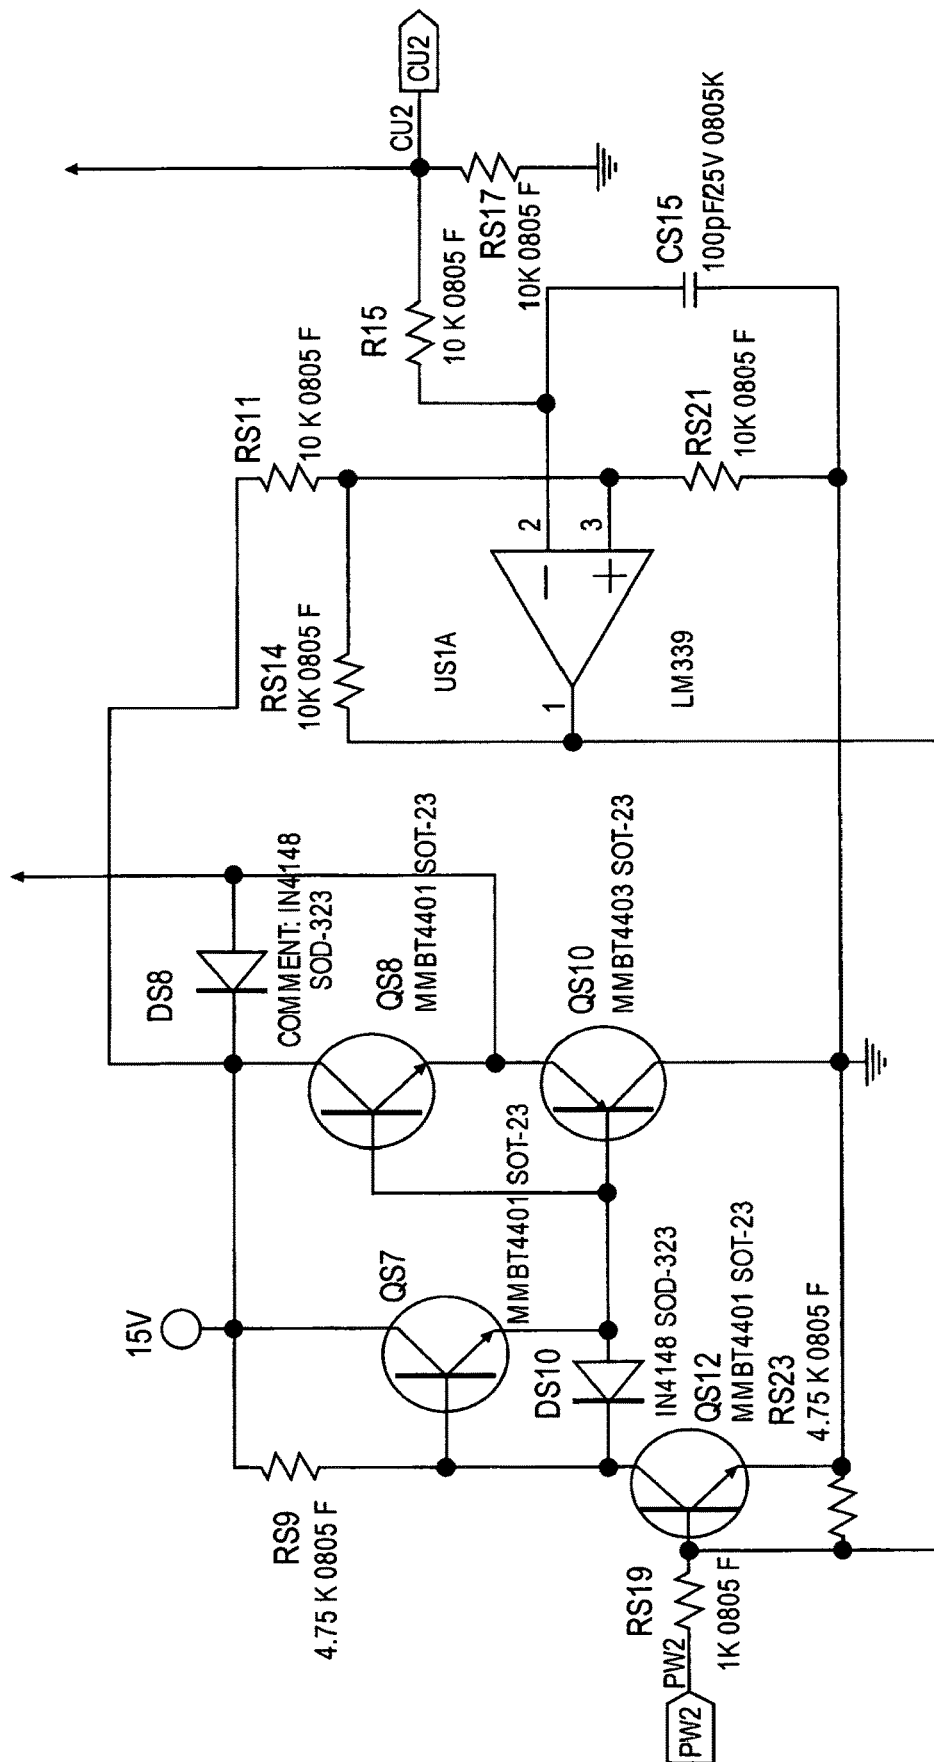 CU2
CU2
RS17
10K 0805 F
CS15
100pF/25V 0805K
R15
10 K 0805 F
RS11
10 K 0805 F
RS21
10K 0805 F
2
3
1
US1A
LM339
RS14
10K 0805 F
DS8
COMMENT: IN4148
SOD-323
QS8
MMBT4401 SOT-23
QS10
MMBT4403 SOT-23
15V
QS7
MMBT4401 SOT-23
DS10
IN4148 SOD-323
QS12
MMBT4401 SOT-23
RS23
4.75 K 0805 F
RS9
4.75 K 0805 F
RS19
1K 0805 F
PW2
PW2